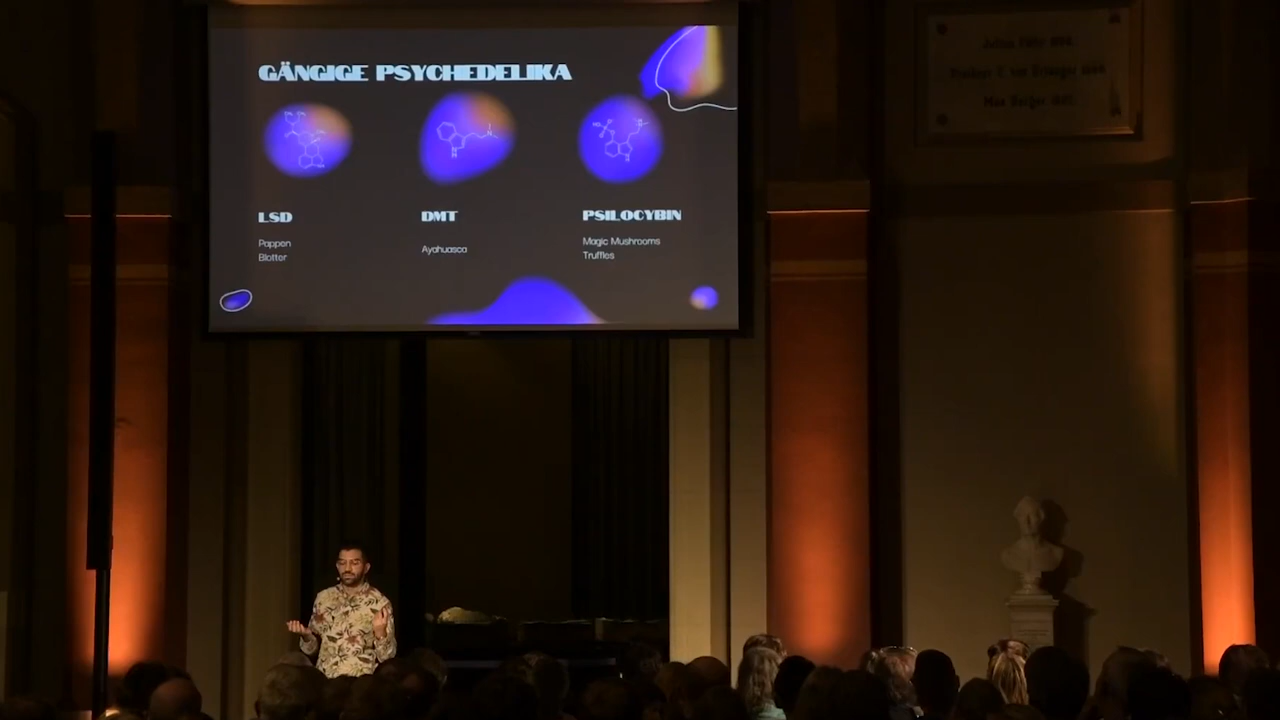 GÄNGIGE PSYCHEDELIKA
LSD
Pappen
Blotter
DMT
Ayahuasca
PSILOCYBIN
Magic Mushrooms
Truffles